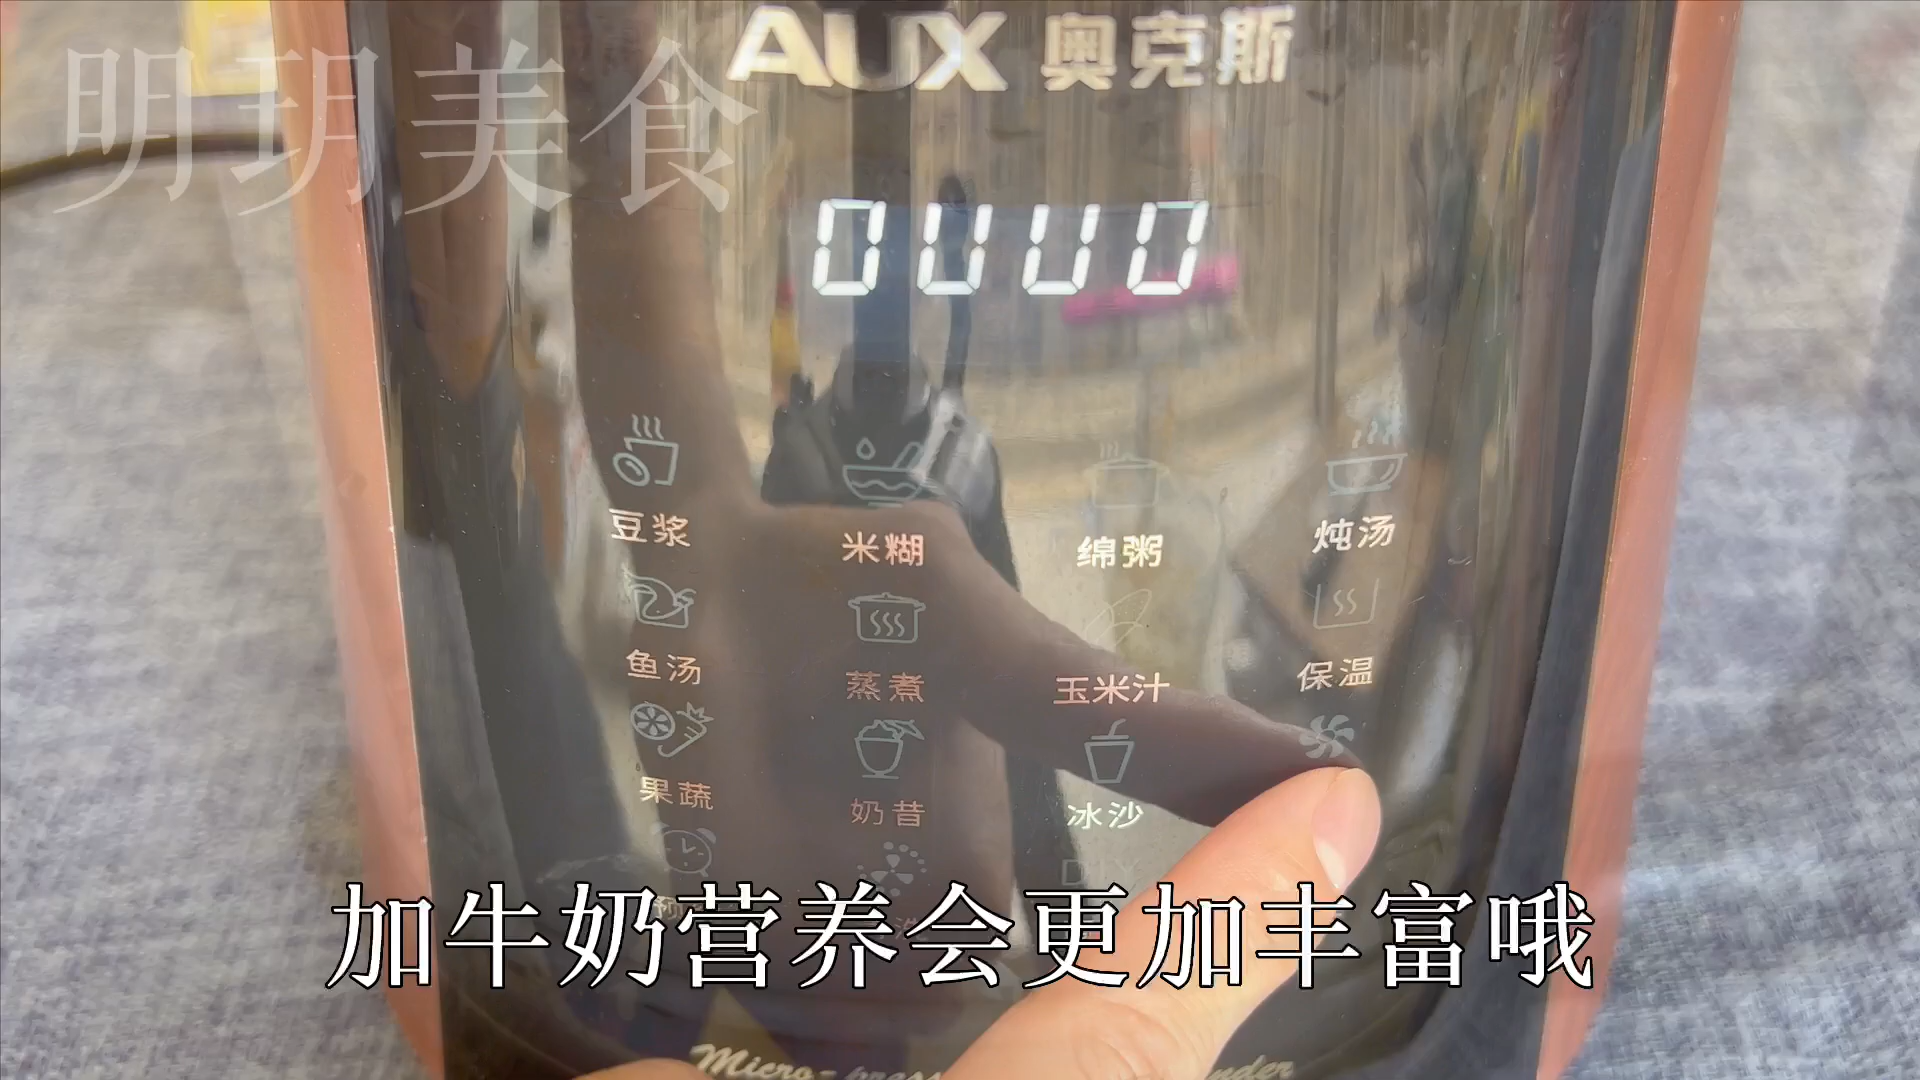 AUX 奥克斯
明玥美食
豆浆
米糊
绵粥
炖汤
鱼汤
蒸煮
玉米汁
保温
果蔬
奶昔
冰沙
加牛奶营养会更加丰富哦
Micro-